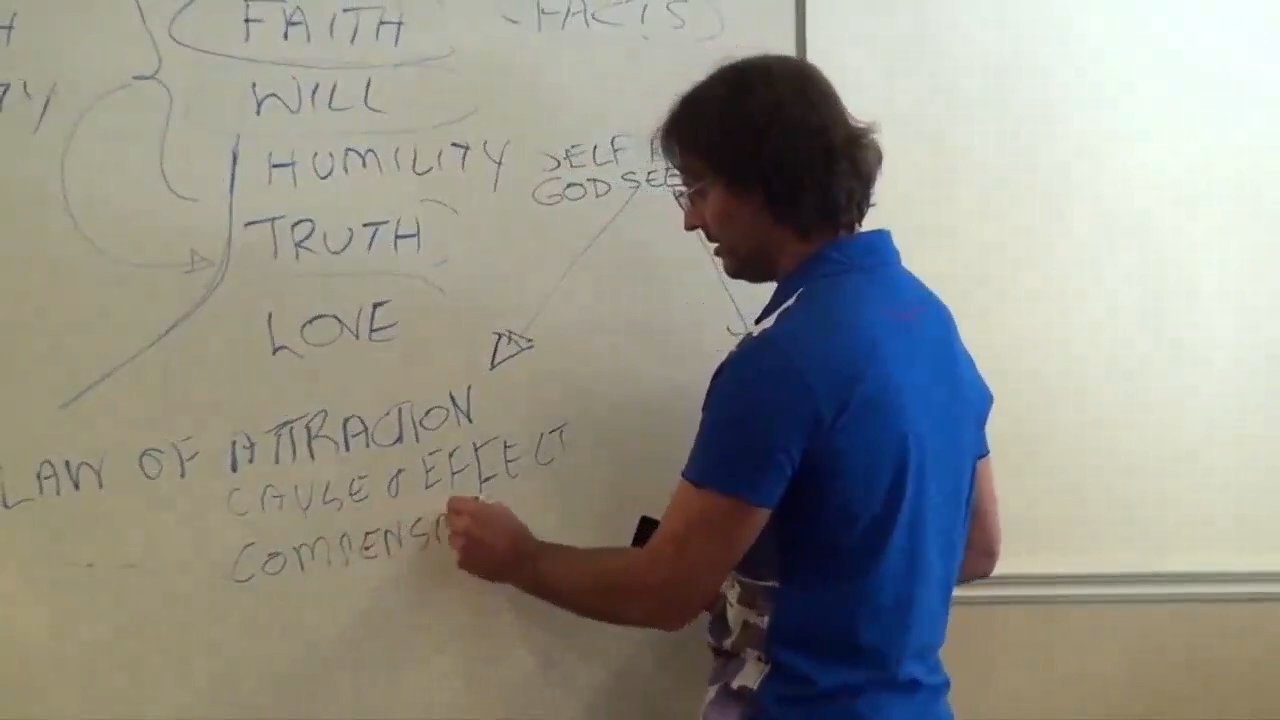 FAITH (FACTS)
WILL
HUMILITY SELF
GOD SEE
TRUTH
LOVE
LAW OF ATTRACTION
CAUSE & EFFECT
COMPENSA